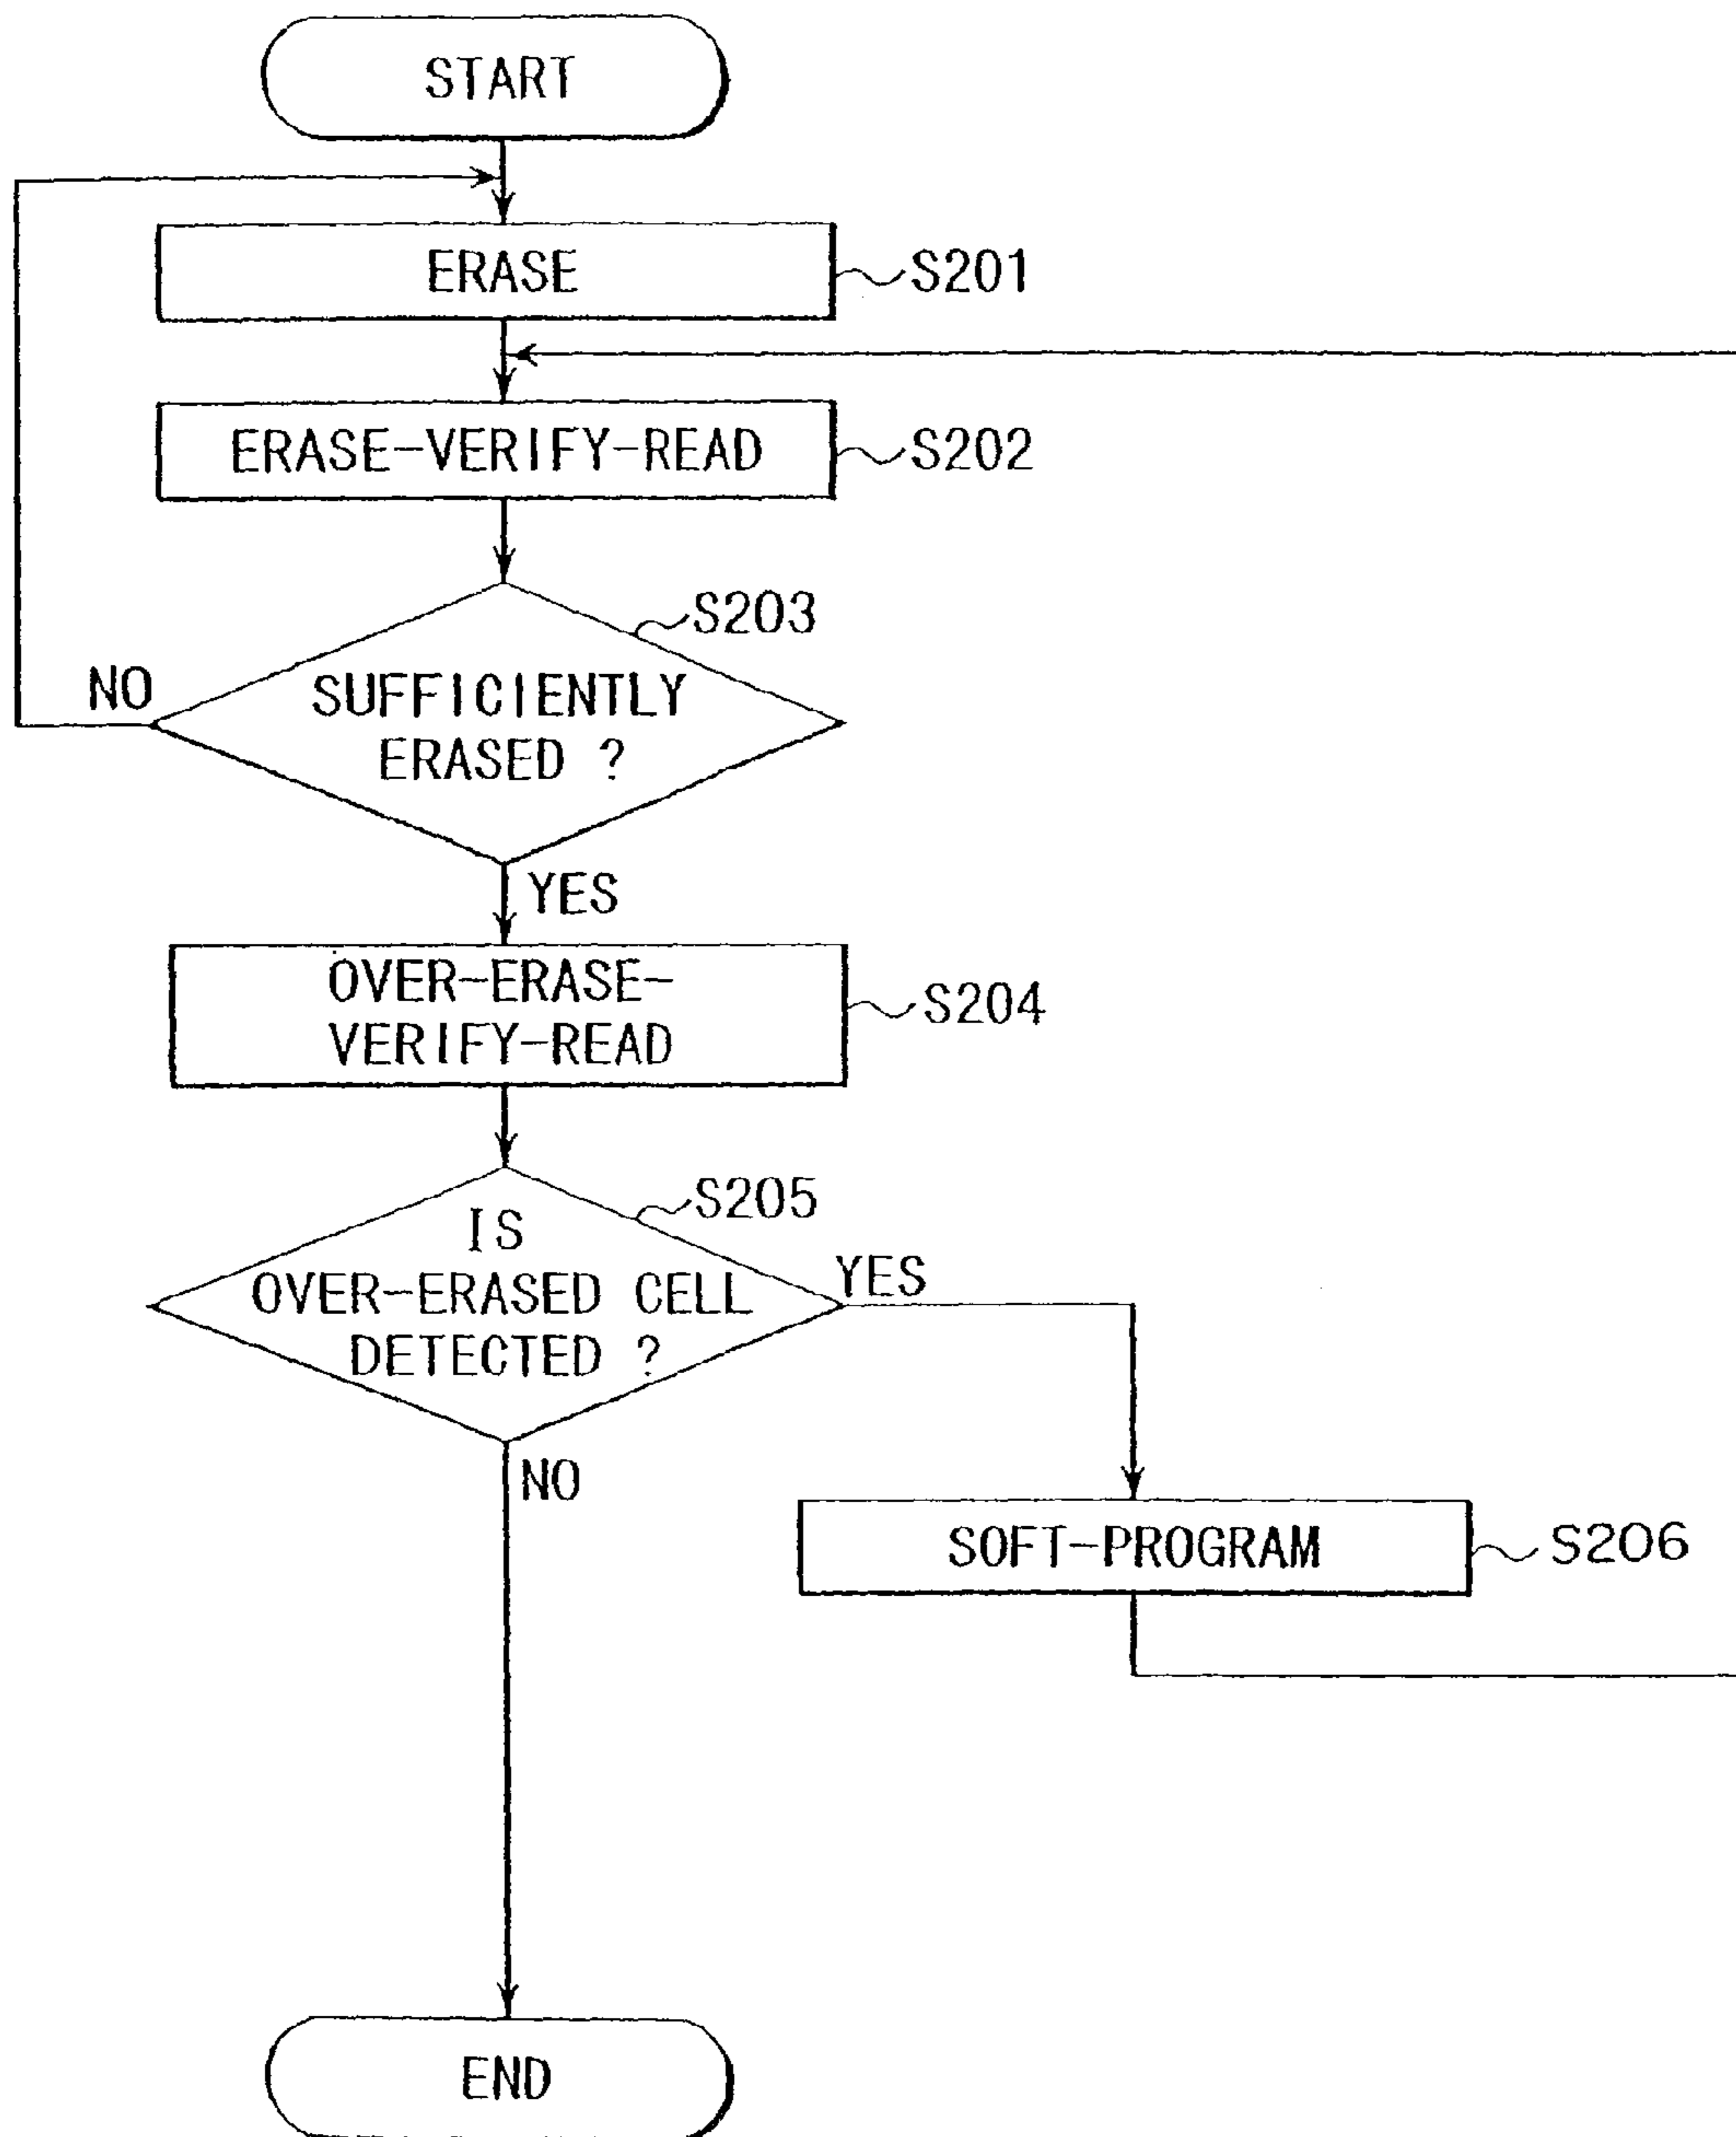 START
ERASE
S201
ERASE-VERIFY-READ
S202
S203
NO
SUFFICIENTLY
ERASED ?
YES
OVER-ERASE-
VERIFY-READ
S204
S205
IS
OVER-ERASED CELL
DETECTED ?
YES
NO
SOFT-PROGRAM
S206
END